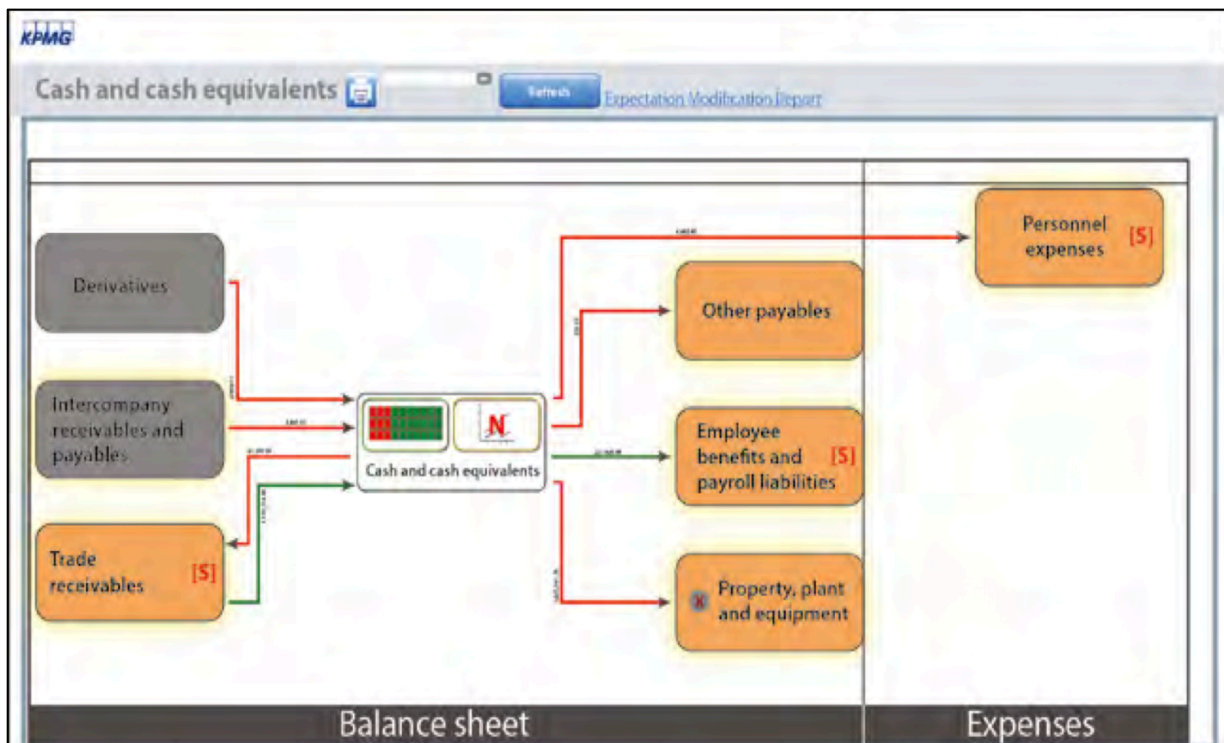 KPMG
Cash and cash equivalents
Refresh
Expectation Modification Report
Personnel
expenses
[S]
Derivatives
Other payables
Intercompany
receivables and
payables
N
Cash and cash equivalents
Employee
benefits and
payroll liabilities
[S]
Trade
receivables
[S]
Property, plant
and equipment
Balance sheet
Expenses